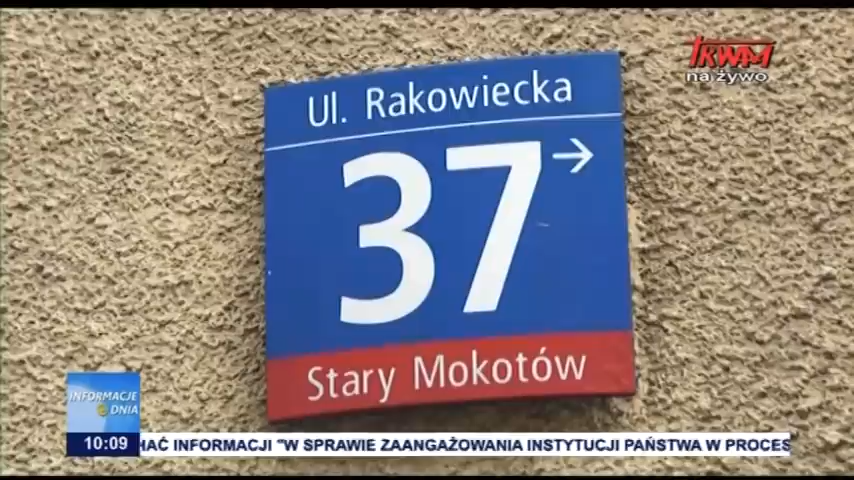 TRWAM
na żywo
Ul. Rakowiecka
37 →
Stary Mokotów
INFORMACJE
DNIA
10:09
HAĆ INFORMACJI "W SPRAWIE ZAANGAŻOWANIA INSTYTUCJI PAŃSTWA W PROCES